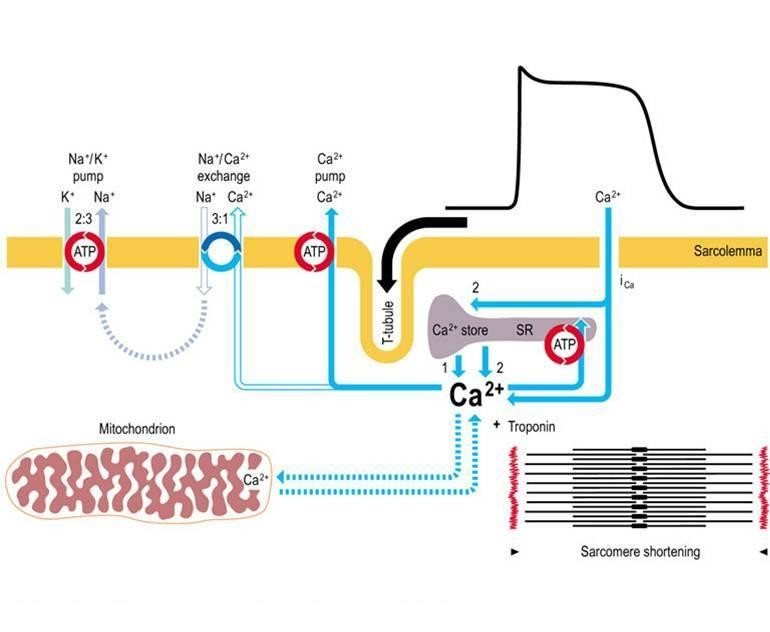 Na⁺/K⁺
pump
K⁺ Na⁺
2:3
ATP
Na⁺/Ca²⁺
exchange
Na⁺ Ca²⁺
3:1
Ca²⁺
pump
Ca²⁺
ATP
Ca²⁺
Sarcolemma
i Ca
T-tubule
2
Ca²⁺ store SR
ATP
1
2
Ca²⁺
+ Troponin
Mitochondrion
Ca²⁺
Sarcomere shortening